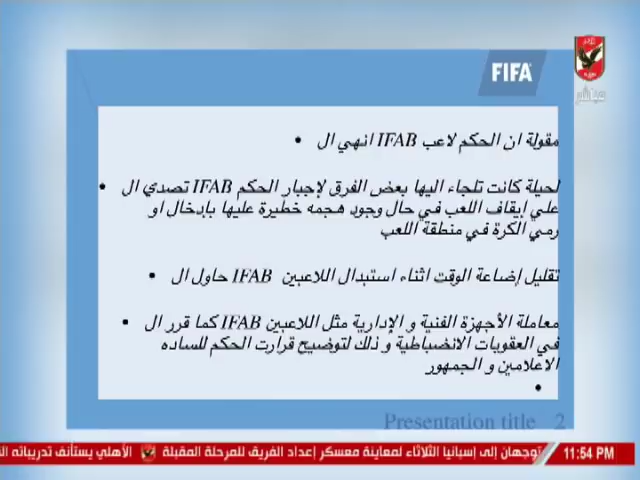 FIFA
مباشر
• انهي ال IFAB مقولة ان الحكم لاعب
• تصدي ال IFAB لحيلة كانت تلجاء اليها بعض الفرق لإجبار الحكم
علي إيقاف اللعب في حال وجود هجمه خطيرة عليها بإدخال او
رمي الكرة في منطقة اللعب
• حاول ال IFAB تقليل إضاعة الوقت اثناء استبدال اللاعبين
• كما قرر ال IFAB معاملة الأجهزة الفنية و الإدارية مثل اللاعبين
في العقوبات الانضباطية و ذلك لتوضيح قرارت الحكم للساده
الاعلامين و الجمهور
•
Presentation title 2
توجهان إلى إسبانيا الثلاثاء لمعاينة معسكر إعداد الفريق للمرحلة المقبلة
الأهلي يستأنف تدريباته
11:54 PM